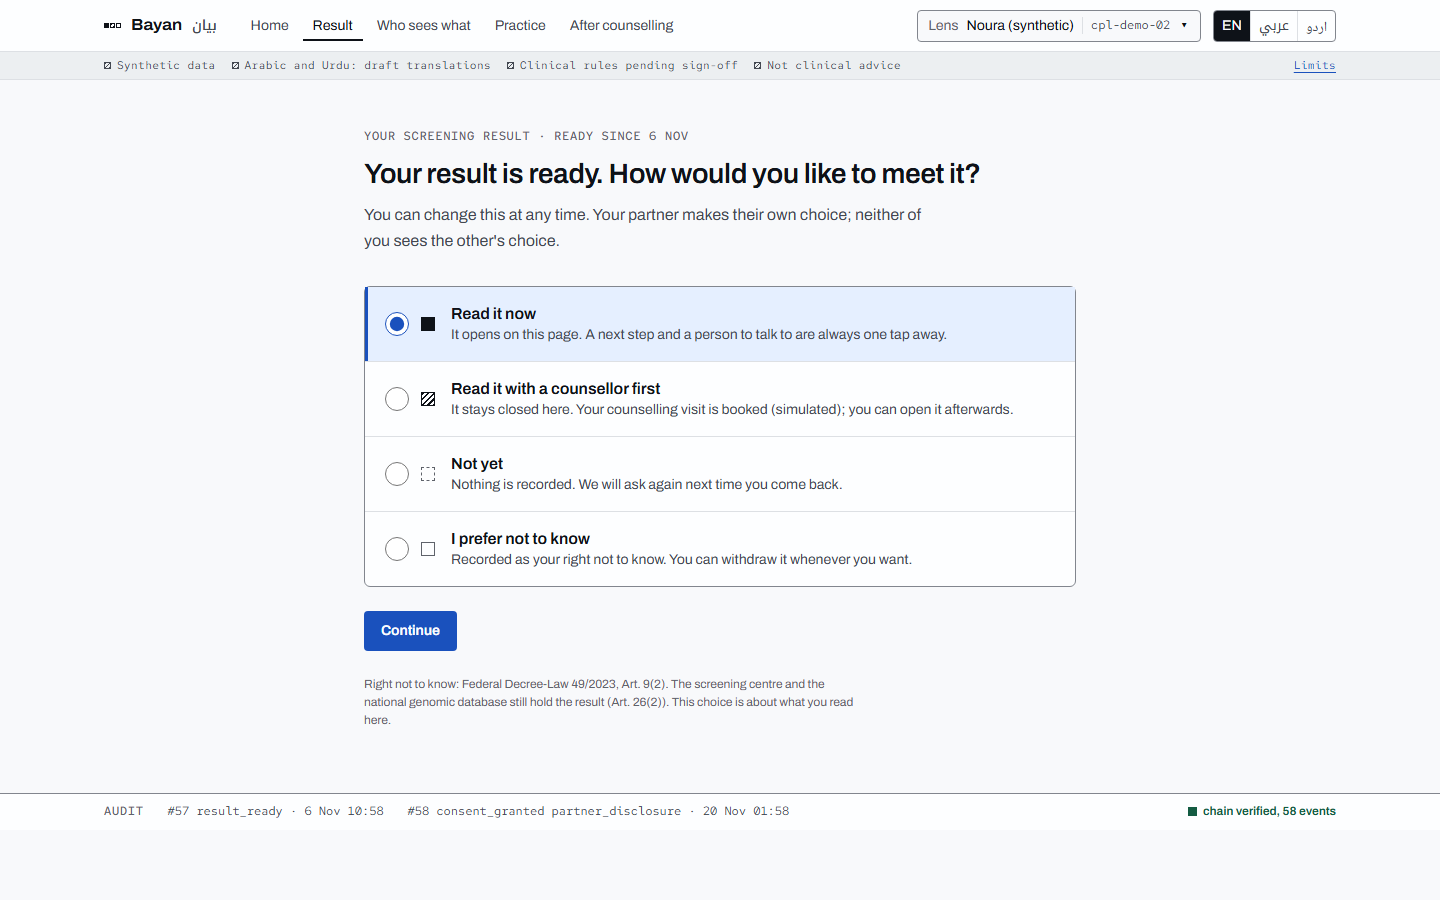 Bayan بيان
Home Result Who sees what Practice After counselling
Lens Noura (synthetic) cpl-demo-02
EN عربي اردو
Synthetic data Arabic and Urdu: draft translations Clinical rules pending sign-off Not clinical advice Limits
YOUR SCREENING RESULT · READY SINCE 6 NOV
Your result is ready. How would you like to meet it?
You can change this at any time. Your partner makes their own choice; neither of
you sees the other's choice.
Read it now
It opens on this page. A next step and a person to talk to are always one tap away.
Read it with a counsellor first
It stays closed here. Your counselling visit is booked (simulated); you can open it afterwards.
Not yet
Nothing is recorded. We will ask again next time you come back.
I prefer not to know
Recorded as your right not to know. You can withdraw it whenever you want.
Continue
Right not to know: Federal Decree-Law 49/2023, Art. 9(2). The screening centre and the
national genomic database still hold the result (Art. 26(2)). This choice is about what you read
here.
AUDIT #57 result_ready · 6 Nov 10:58 #58 consent_granted partner_disclosure · 20 Nov 01:58 chain verified, 58 events